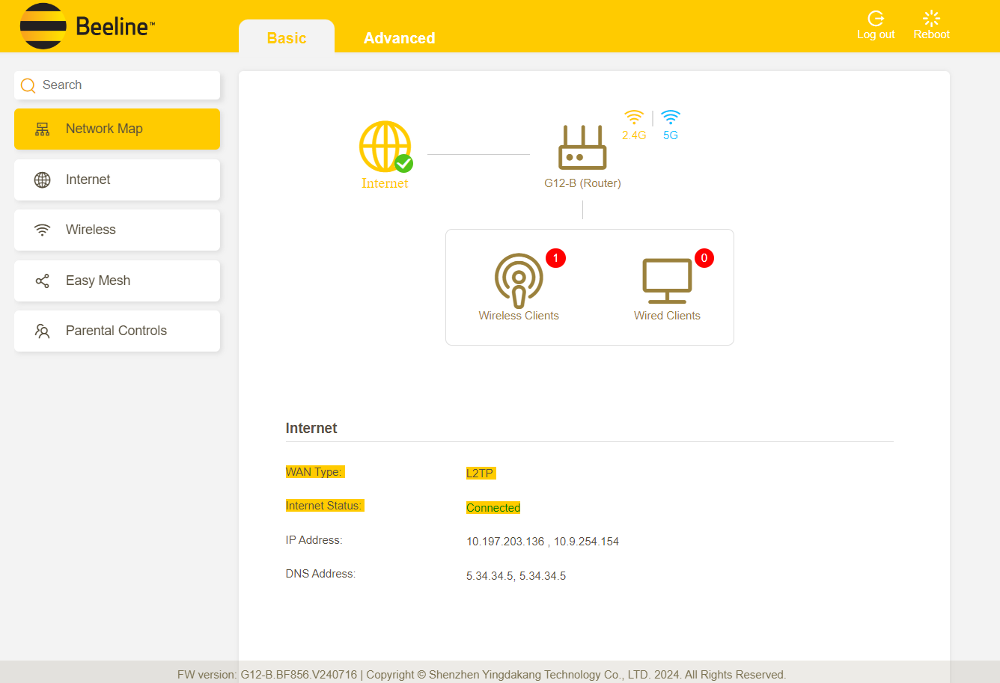 Beeline™
Basic
Advanced
Log out
Reboot
Search
Network Map
Internet
Wireless
Easy Mesh
Parental Controls
Internet
2.4G
5G
G12-B (Router)
1
Wireless Clients
0
Wired Clients
Internet
WAN Type: L2TP
Internet Status: Connected
IP Address: 10.197.203.136 , 10.9.254.154
DNS Address: 5.34.34.5, 5.34.34.5
FW version: G12-B.BF856.V240716 | Copyright © Shenzhen Yingdakang Technology Co., LTD. 2024. All Rights Reserved.